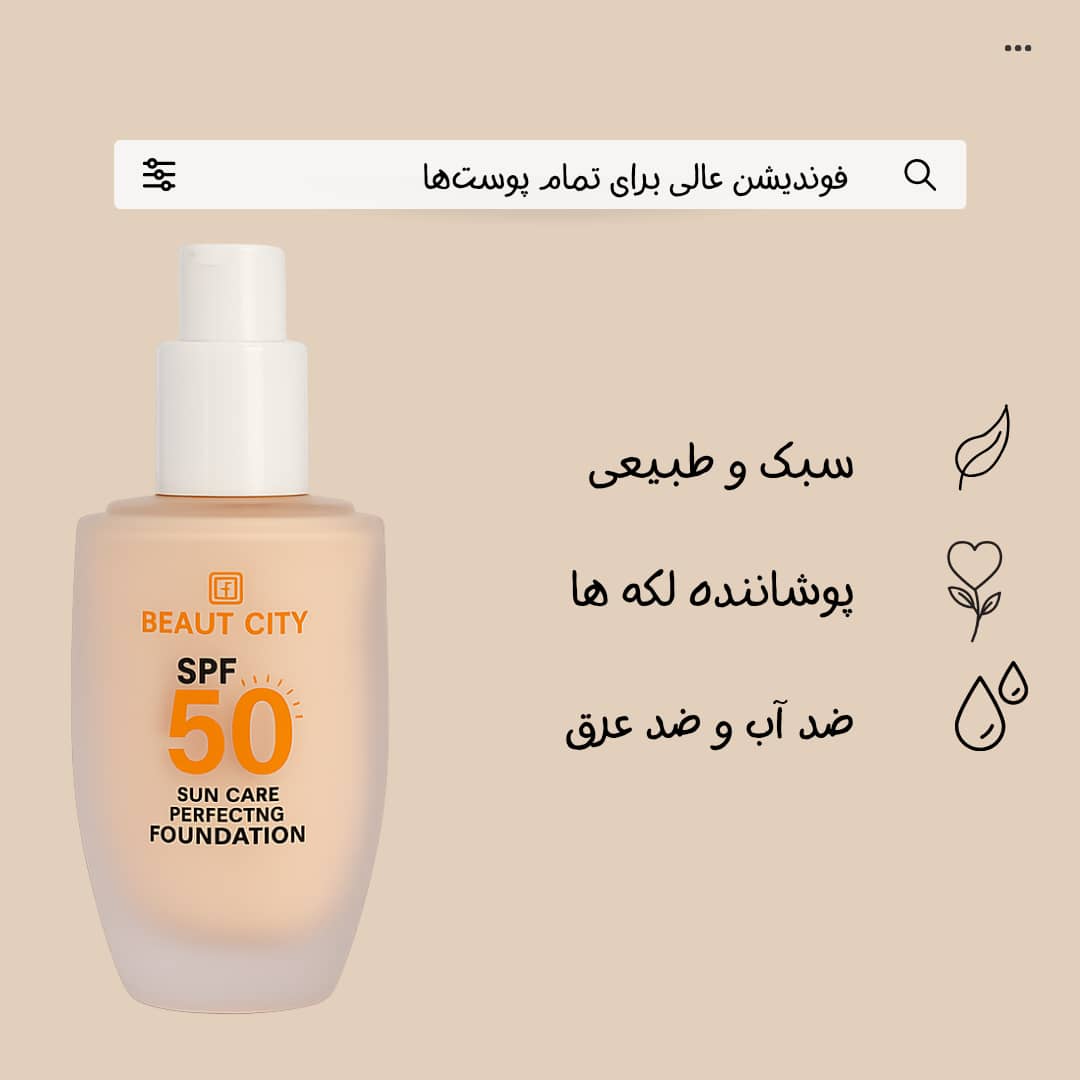 فوندیشن عالی برای تمام پوست‌ها
سبک و طبیعی
پوشاننده لکه ها
ضد آب و ضد عرق
BEAUT CITY
SPF
50
SUN CARE
PERFECTNG
FOUNDATION